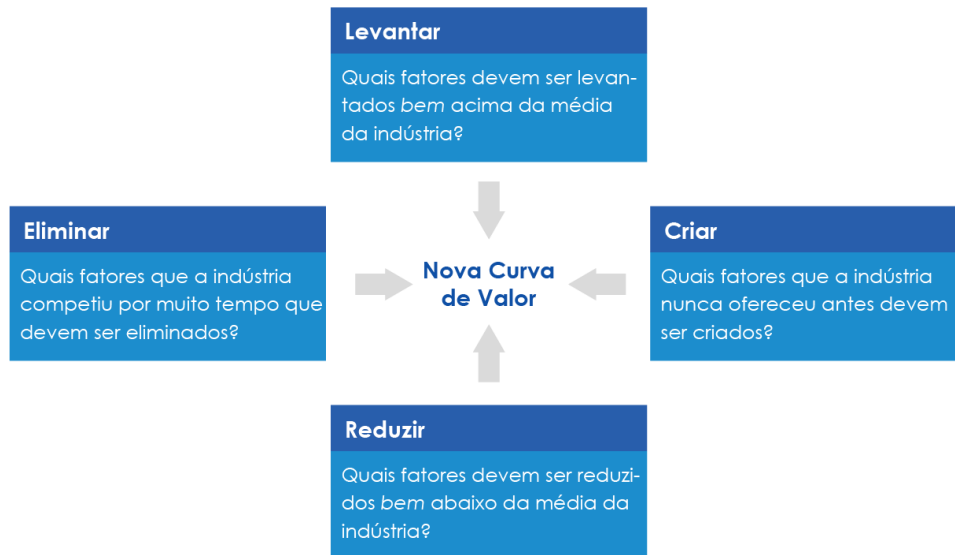 Levantar
Quais fatores devem ser levan-
tados bem acima da média
da indústria?
Eliminar
Quais fatores que a indústria
competiu por muito tempo que
devem ser eliminados?
Nova Curva
de Valor
Criar
Quais fatores que a indústria
nunca ofereceu antes devem
ser criados?
Reduzir
Quais fatores devem ser reduzi-
dos bem abaixo da média da
indústria?